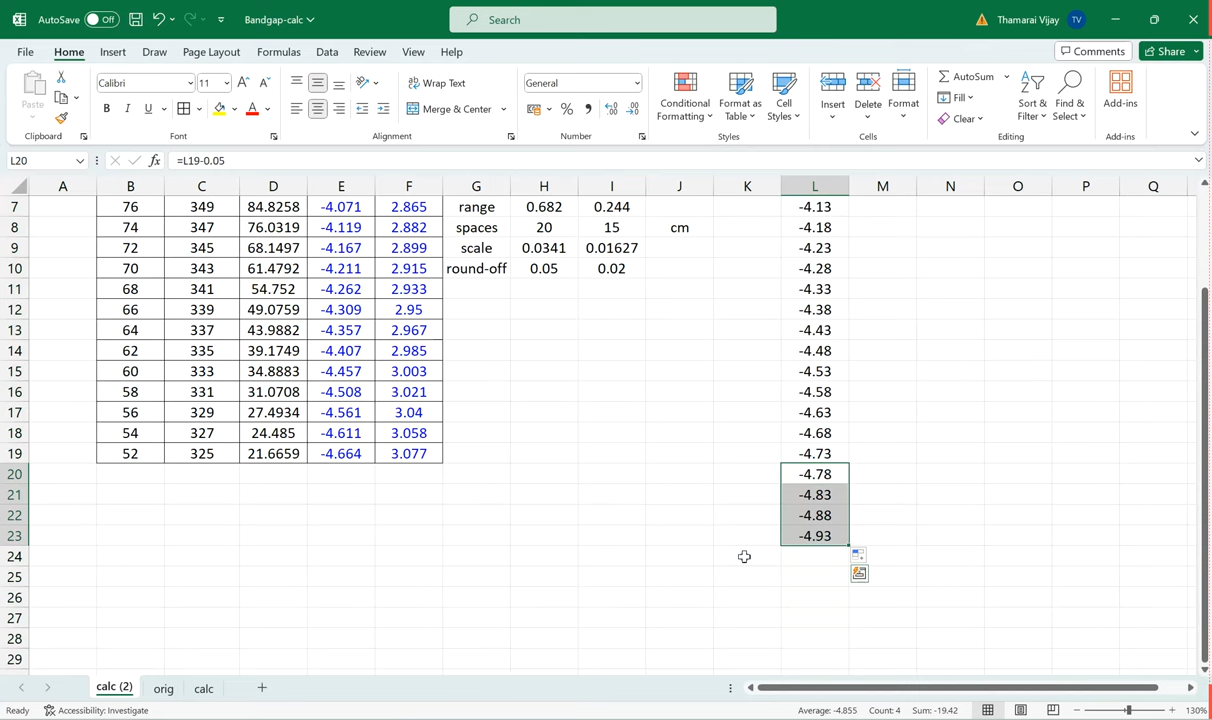 AutoSave Off Bandgap-calc Search Thamarai Vijay TV
File Home Insert Draw Page Layout Formulas Data Review View Help Comments Share
Paste Calibri 11 Wrap Text General Conditional Formatting Format as Table Cell Styles Insert Delete Format AutoSum Fill Clear Sort & Filter Find & Select Add-ins
B I U A Merge & Center %
Clipboard Font Alignment Number Styles Cells Editing Add-ins
L20 fx =L19-0.05
A B C D E F G H I J K L M N O P Q
7 76 349 84.8258 -4.071 2.865 range 0.682 0.244 -4.13
8 74 347 76.0319 -4.119 2.882 spaces 20 15 cm -4.18
9 72 345 68.1497 -4.167 2.899 scale 0.0341 0.01627 -4.23
10 70 343 61.4792 -4.211 2.915 round-off 0.05 0.02 -4.28
11 68 341 54.752 -4.262 2.933 -4.33
12 66 339 49.0759 -4.309 2.95 -4.38
13 64 337 43.9882 -4.357 2.967 -4.43
14 62 335 39.1749 -4.407 2.985 -4.48
15 60 333 34.8883 -4.457 3.003 -4.53
16 58 331 31.0708 -4.508 3.021 -4.58
17 56 329 27.4934 -4.561 3.04 -4.63
18 54 327 24.485 -4.611 3.058 -4.68
19 52 325 21.6659 -4.664 3.077 -4.73
20 -4.78
21 -4.83
22 -4.88
23 -4.93
24
25
26
27
28
29
calc (2) orig calc
Ready Accessibility: Investigate Average: -4.855 Count: 4 Sum: -19.42 130%